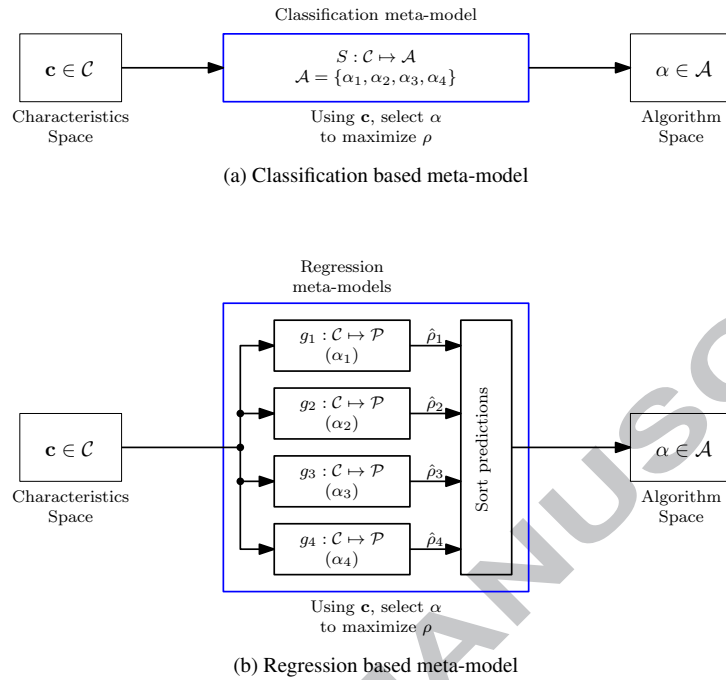 Classification meta-model
c ∈ 𝒞
S : 𝒞 ↦ 𝒜
𝒜 = {α₁, α₂, α₃, α₄}
α ∈ 𝒜
Characteristics
Space
Using c, select α
to maximize ρ
Algorithm
Space
(a) Classification based meta-model
Regression
meta-models
g₁ : 𝒞 ↦ 𝒫
(α₁)
ρ̂₁
g₂ : 𝒞 ↦ 𝒫
(α₂)
ρ̂₂
g₃ : 𝒞 ↦ 𝒫
(α₃)
ρ̂₃
g₄ : 𝒞 ↦ 𝒫
(α₄)
ρ̂₄
Sort predictions
c ∈ 𝒞
Characteristics
Space
α ∈ 𝒜
Algorithm
Space
Using c, select α
to maximize ρ
(b) Regression based meta-model